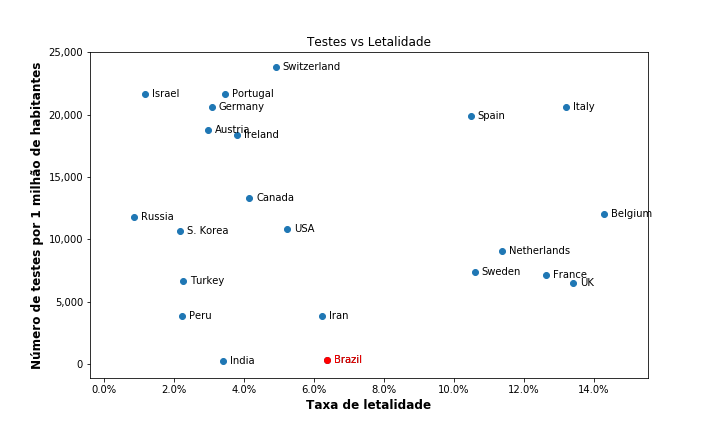 Testes vs Letalidade
Número de testes por 1 milhão de habitantes
25,000
20,000
15,000
10,000
5,000
0
Switzerland
Israel
Portugal
Germany
Italy
Spain
Austria
Ireland
Canada
Belgium
Russia
S. Korea
USA
Netherlands
Sweden
France
Turkey
UK
Peru
Iran
India
Brazil
0.0%
2.0%
4.0%
6.0%
8.0%
10.0%
12.0%
14.0%
Taxa de letalidade